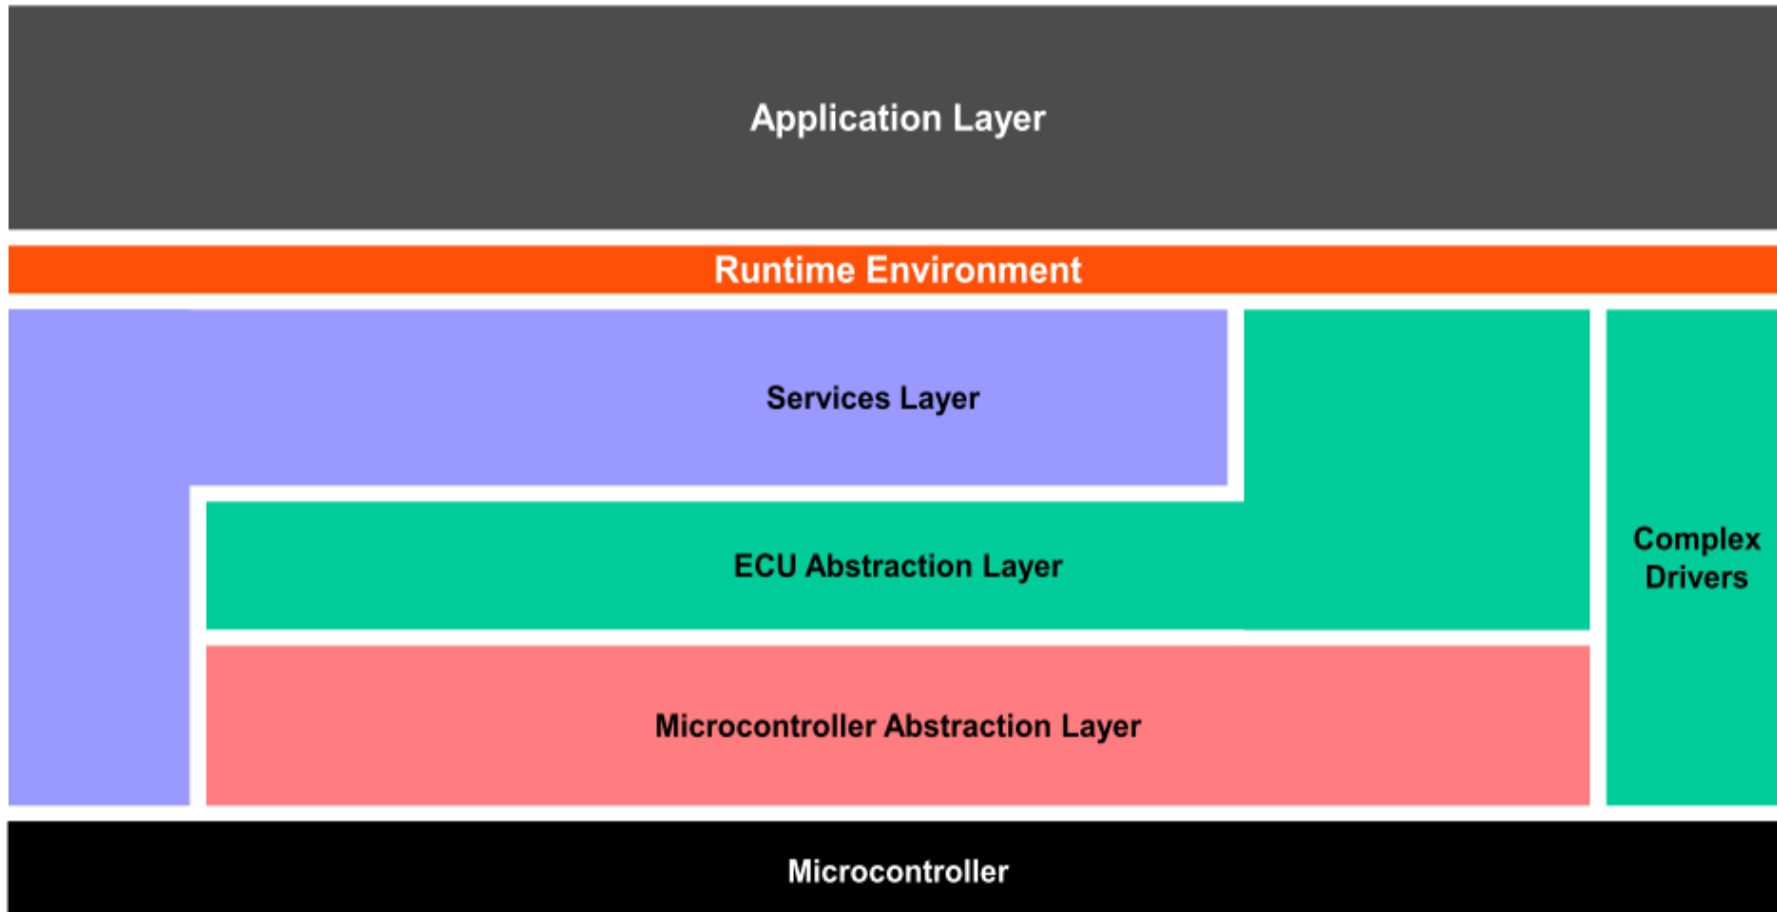 Application Layer
Runtime Environment
Services Layer
ECU Abstraction Layer
Complex
Drivers
Microcontroller Abstraction Layer
Microcontroller